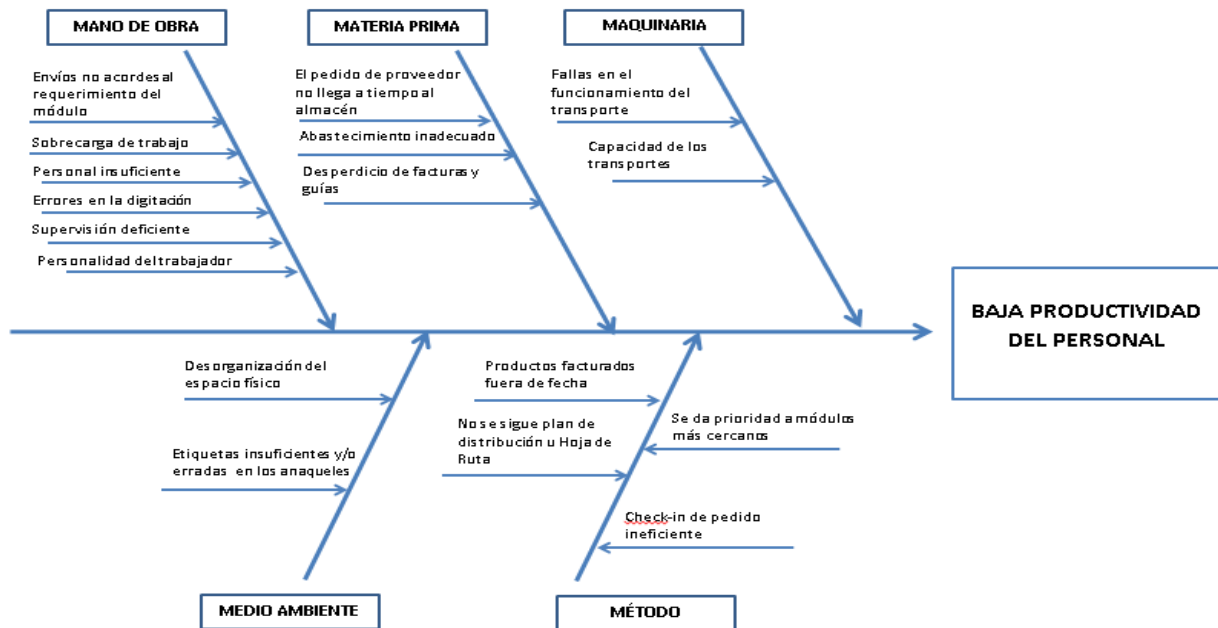 MANO DE OBRA
MATERIA PRIMA
MAQUINARIA
Envíos no acordes al
requerimiento del
módulo
Sobrecarga de trabajo
Personal insuficiente
Errores en la digitación
Supervisión deficiente
Personalidad del trabajador
El pedido de proveedor
no llega a tiempo al
almacén
Abastecimiento inadecuado
Desperdicio de facturas y
guías
Fallas en el
funcionamiento del
transporte
Capacidad de los
transportes
BAJA PRODUCTIVIDAD
DEL PERSONAL
Desorganización del
espacio físico
Etiquetas insuficientes y/o
erradas en los anaqueles
Productos facturados
fuera de fecha
No se sigue plan de
distribución u Hoja de
Ruta
Se da prioridad a módulos
más cercanos
Check-in de pedido
ineficiente
MEDIO AMBIENTE
MÉTODO